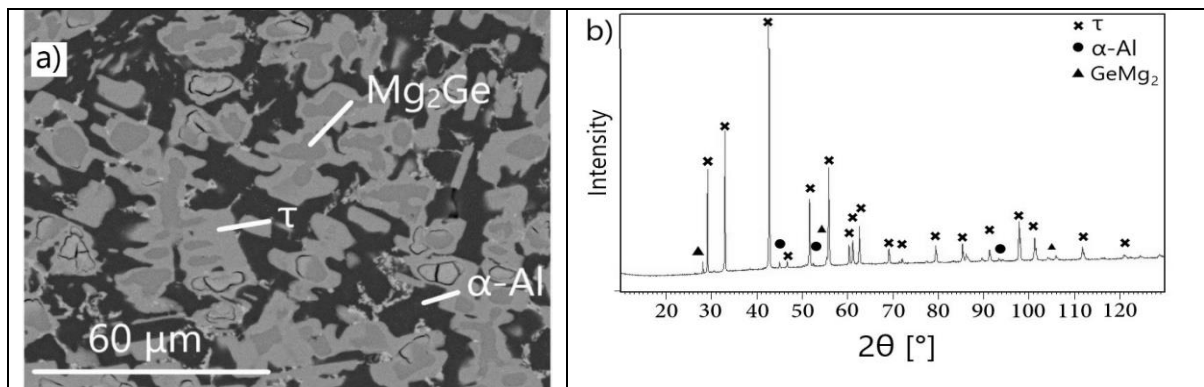 a)
Mg₂Ge
τ
α-Al
60 µm
b)
τ
α-Al
GeMg₂
Intensity
10 20 30 40 50 60 70 80 90 100 110 120
2θ [°]